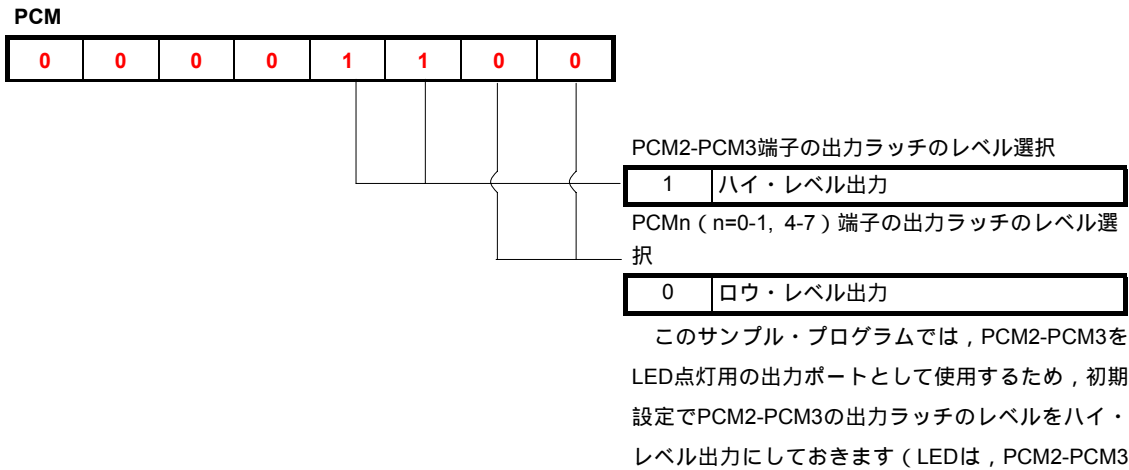 PCM
0 0 0 0 1 1 0 0
PCM2-PCM3端子の出力ラッチのレベル選択
1 ハイ・レベル出力
PCMn（n=0-1, 4-7）端子の出力ラッチのレベル選
択
0 ロウ・レベル出力
このサンプル・プログラムでは，PCM2-PCM3を
LED点灯用の出力ポートとして使用するため，初期
設定でPCM2-PCM3の出力ラッチのレベルをハイ・
レベル出力にしておきます（LEDは，PCM2-PCM3